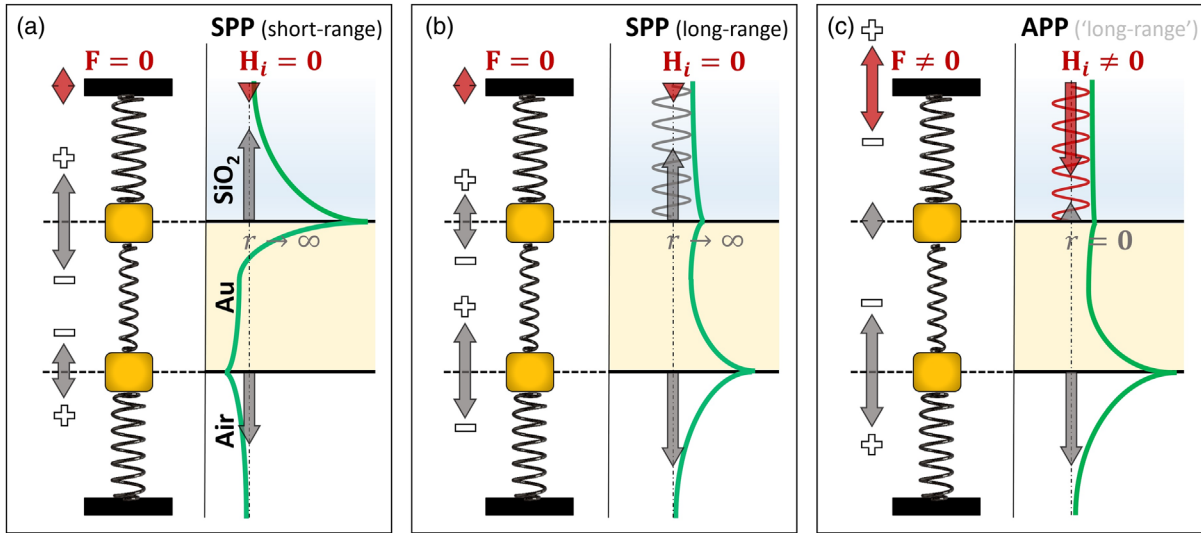 (a) SPP (short-range)
F = 0 H_i = 0
+
SiO₂
r → ∞
−
Au
−
+
Air
(b) SPP (long-range)
F = 0 H_i = 0
+
−
r → ∞
+
−
(c) APP ('long-range')
+
F ≠ 0 H_i ≠ 0
−
r = 0
−
+